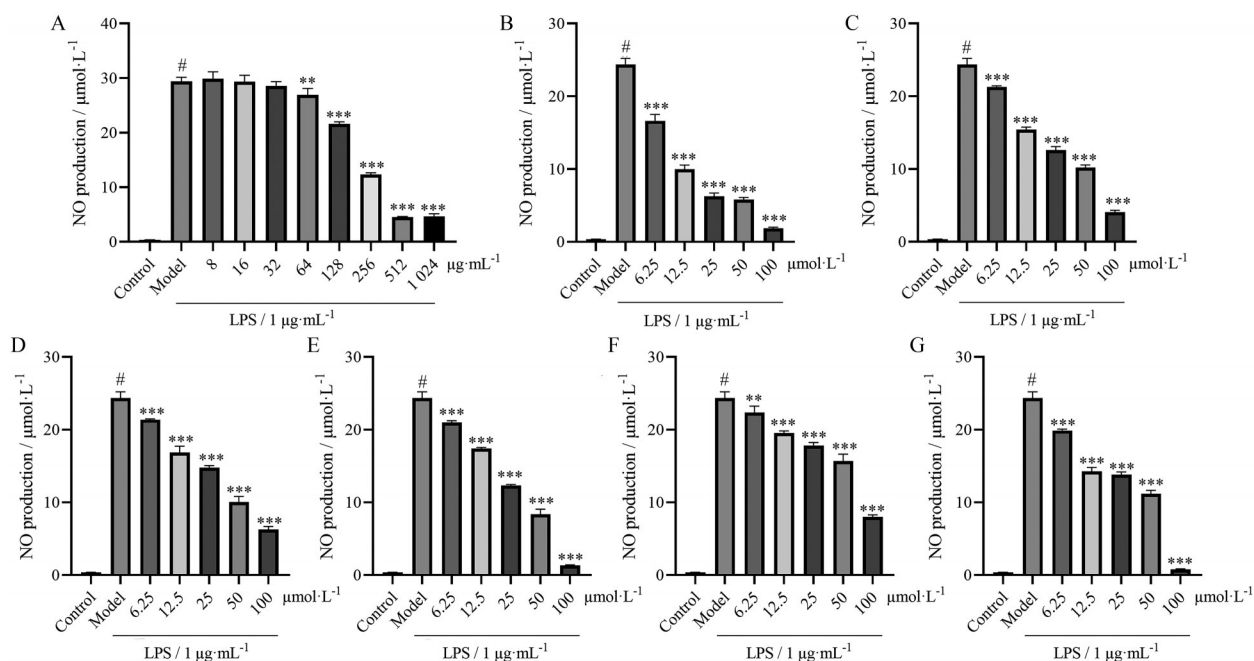 A
NO production / μmol·L⁻¹
40
30
20
10
0
#
**
***
***
***
***
Control
Model
8
16
32
64
128
256
512
1 024
μg·mL⁻¹
LPS / 1 μg·mL⁻¹
B
NO production / μmol·L⁻¹
30
20
10
0
#
***
***
***
***
***
Control
Model
6.25
12.5
25
50
100
μmol·L⁻¹
LPS / 1 μg·mL⁻¹
C
NO production / μmol·L⁻¹
30
20
10
0
#
***
***
***
***
***
Control
Model
6.25
12.5
25
50
100
μmol·L⁻¹
LPS / 1 μg·mL⁻¹
D
NO production / μmol·L⁻¹
30
20
10
0
#
***
***
***
***
***
Control
Model
6.25
12.5
25
50
100
μmol·L⁻¹
LPS / 1 μg·mL⁻¹
E
NO production / μmol·L⁻¹
30
20
10
0
#
***
***
***
***
***
Control
Model
6.25
12.5
25
50
100
μmol·L⁻¹
LPS / 1 μg·mL⁻¹
F
NO production / μmol·L⁻¹
30
20
10
0
#
**
***
***
***
***
Control
Model
6.25
12.5
25
50
100
μmol·L⁻¹
LPS / 1 μg·mL⁻¹
G
NO production / μmol·L⁻¹
30
20
10
0
#
***
***
***
***
***
Control
Model
6.25
12.5
25
50
100
μmol·L⁻¹
LPS / 1 μg·mL⁻¹